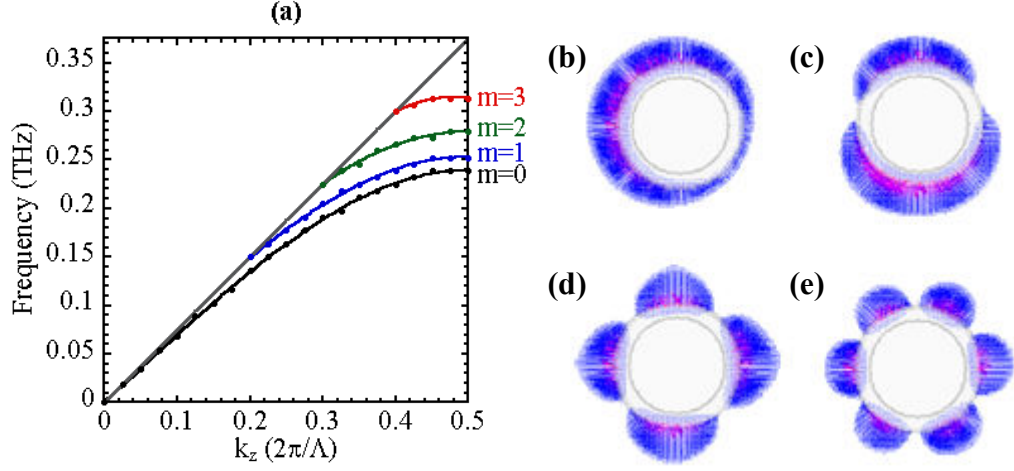 (a)
Frequency (THz)
0.35
0.3
0.25
0.2
0.15
0.1
0.05
0
0 0.1 0.2 0.3 0.4 0.5
k_z (2π/Λ)
m=3
m=2
m=1
m=0
(b)
(c)
(d)
(e)